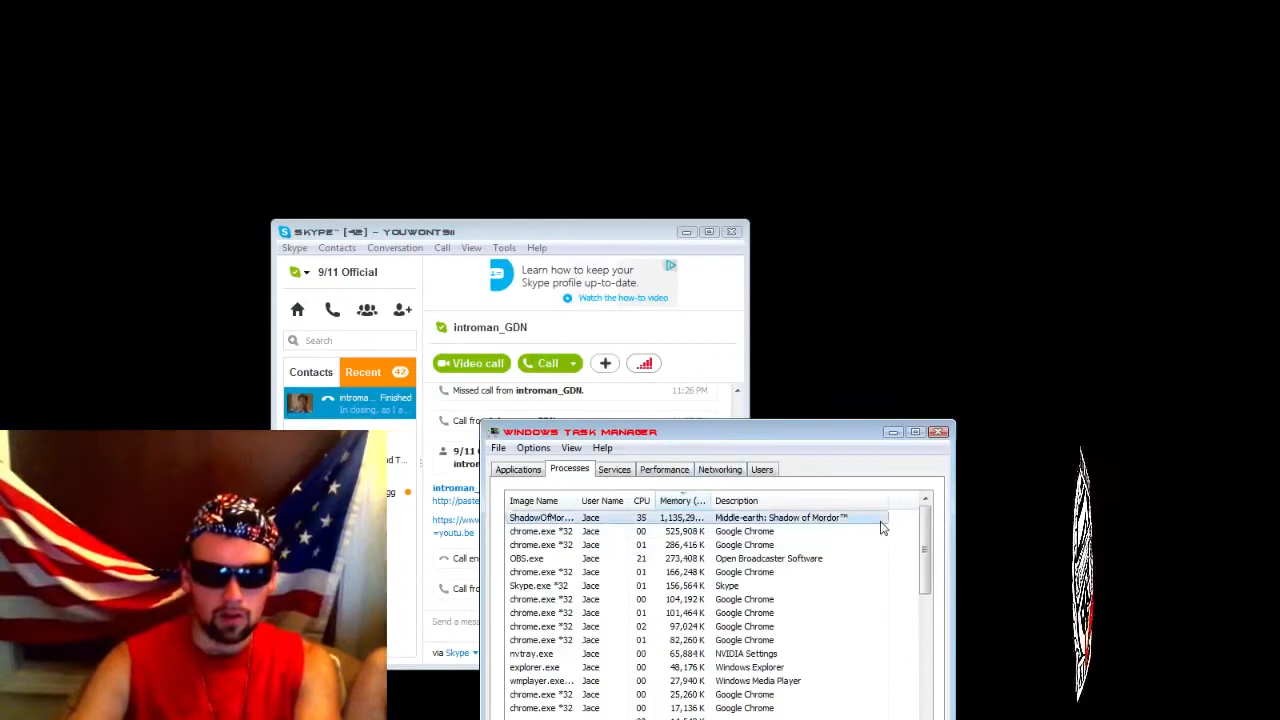 SKYPE™ [42] - YOUWONT911
Skype Contacts Conversation Call View Tools Help
9/11 Official
Learn how to keep your
Skype profile up-to-date.
Watch the how-to video
introman_GDN
Search
Video call Call
Contacts Recent 42
Missed call from introman_GDN. 11:26 PM
introma... Finished
In closing, as I a...
Call fro
9/11
intro
introman_
http://paste
https://www
=youtu.be
Call en
Call fro
Send a mess
via Skype
WINDOWS TASK MANAGER
File Options View Help
Applications Processes Services Performance Networking Users
Image Name User Name CPU Memory (... Description
ShadowOfMor... Jace 35 1,135,29... Middle-earth: Shadow of Mordor™
chrome.exe *32 Jace 00 525,908 K Google Chrome
chrome.exe *32 Jace 01 286,416 K Google Chrome
OBS.exe Jace 21 273,408 K Open Broadcaster Software
chrome.exe *32 Jace 01 166,248 K Google Chrome
Skype.exe *32 Jace 01 156,564 K Skype
chrome.exe *32 Jace 00 104,192 K Google Chrome
chrome.exe *32 Jace 01 101,464 K Google Chrome
chrome.exe *32 Jace 02 97,024 K Google Chrome
chrome.exe *32 Jace 01 82,260 K Google Chrome
nvtray.exe Jace 00 65,884 K NVIDIA Settings
explorer.exe Jace 00 48,176 K Windows Explorer
wmplayer.exe... Jace 00 27,940 K Windows Media Player
chrome.exe *32 Jace 00 25,260 K Google Chrome
chrome.exe *32 Jace 00 17,136 K Google Chrome